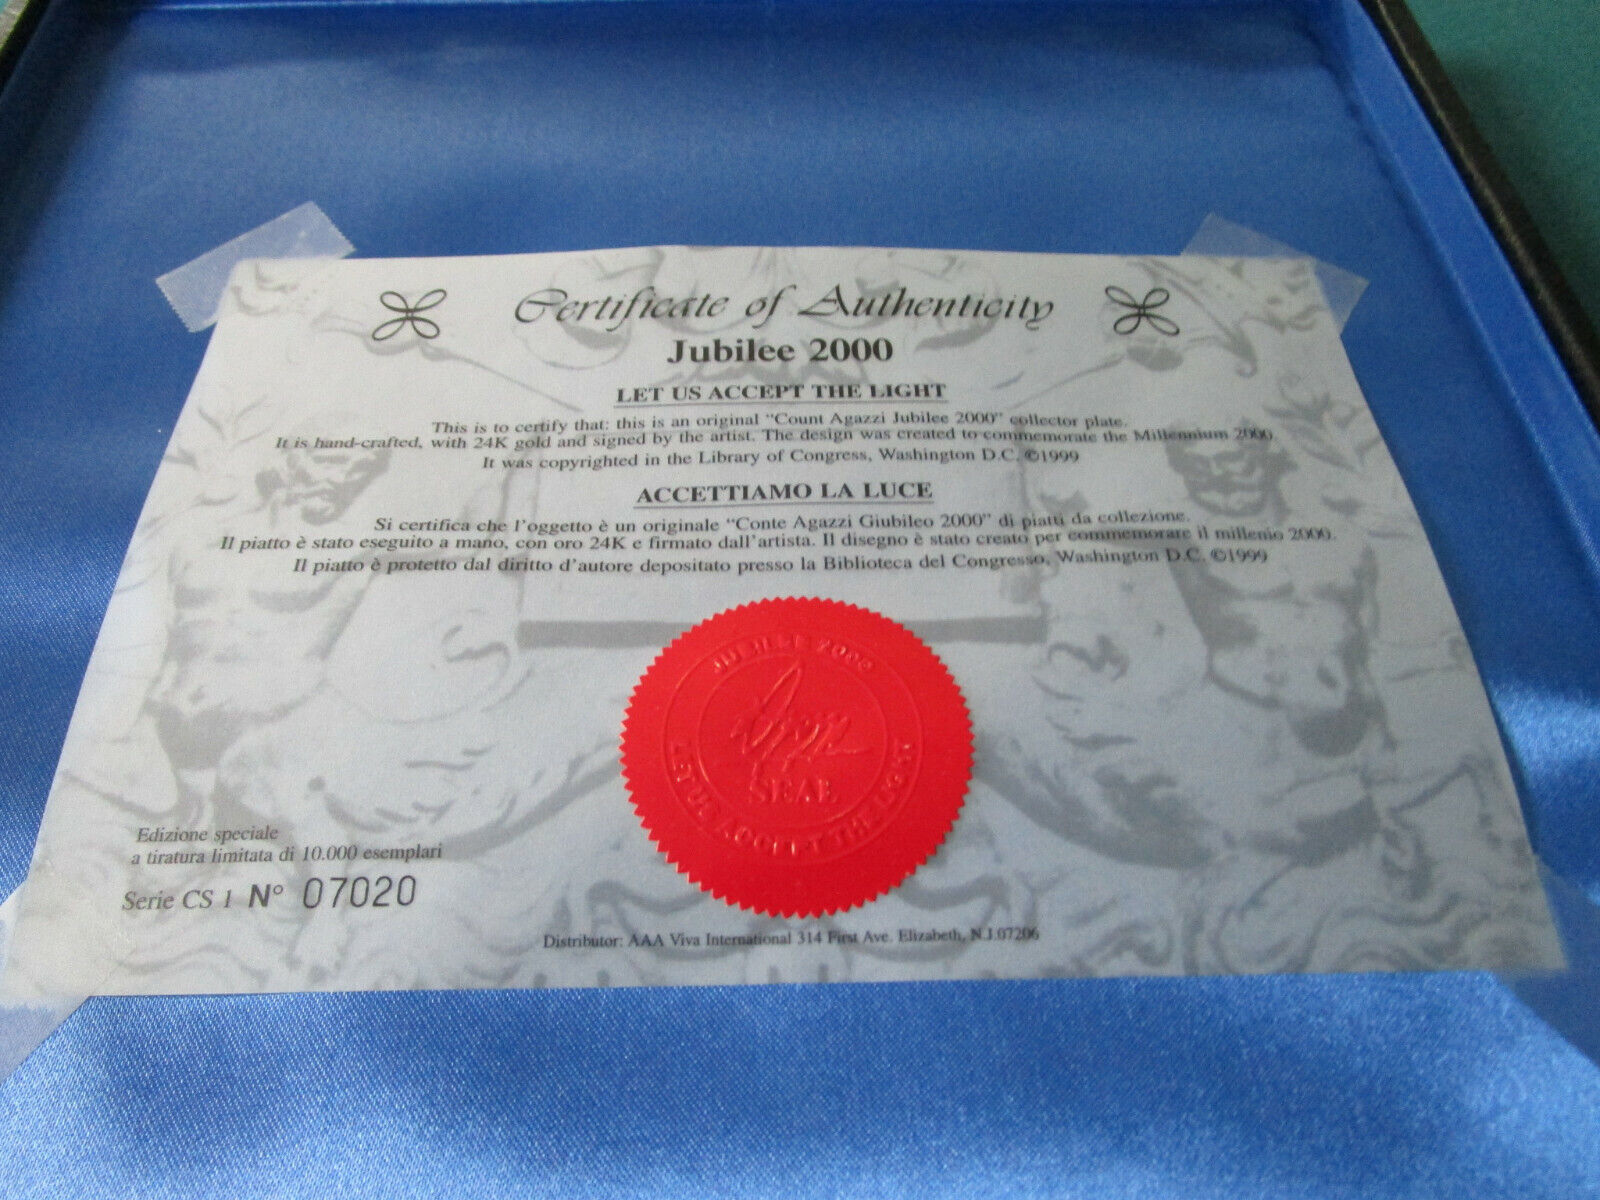 Certificate of Authenticity
Jubilee 2000
LET US ACCEPT THE LIGHT
This is to certify that: this is an original "Count Agazzi Jubilee 2000" collector plate.
It is hand-crafted, with 24K gold and signed by the artist. The design was created to commemorate the Millennium 2000.
It was copyrighted in the Library of Congress, Washington D.C. ©1999
ACCETTIAMO LA LUCE
Si certifica che l'oggetto è un originale "Conte Agazzi Giubileo 2000" di piatti da collezione.
Il piatto è stato eseguito a mano, con oro 24K e firmato dall'artista. Il disegno è stato creato per commemorare il millenio 2000.
Il piatto è protetto dal diritto d'autore depositato presso la Biblioteca del Congresso, Washington D.C. ©1999
JUBILEE 2000
SEAL
LET US ACCEPT THE LIGHT
Edizione speciale
a tiratura limitata di 10.000 esemplari
Serie CS 1 N° 07020
Distributor: AAA Viva International 314 First Ave. Elizabeth, N.J.07206